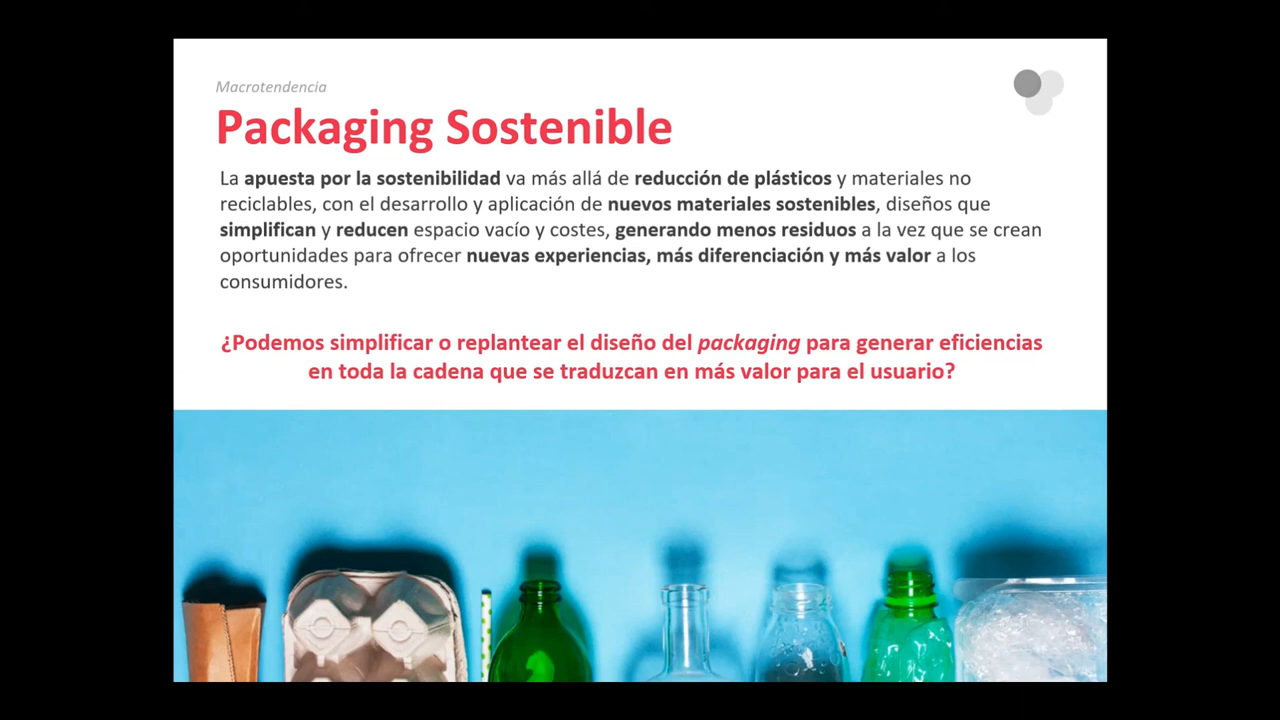 Macrotendencia
Packaging Sostenible
La apuesta por la sostenibilidad va más allá de reducción de plásticos y materiales no
reciclables, con el desarrollo y aplicación de nuevos materiales sostenibles, diseños que
simplifican y reducen espacio vacío y costes, generando menos residuos a la vez que se crean
oportunidades para ofrecer nuevas experiencias, más diferenciación y más valor a los
consumidores.
¿Podemos simplificar o replantear el diseño del packaging para generar eficiencias
en toda la cadena que se traduzcan en más valor para el usuario?